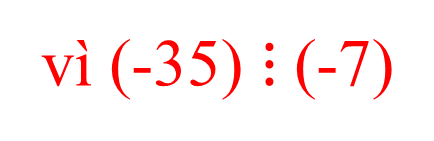 vì (-35) ⋮ (-7)